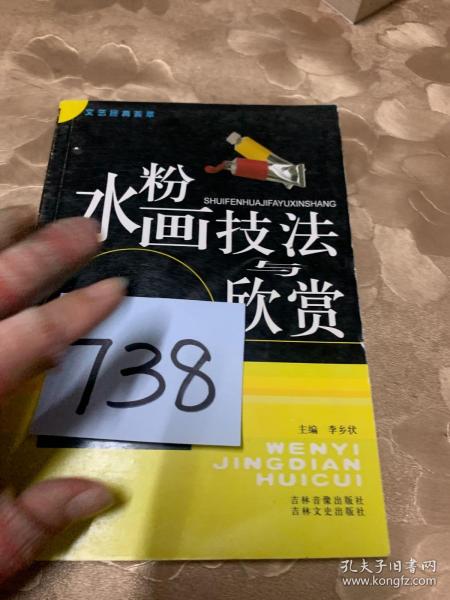 文艺经典荟萃
水粉画技法
SHUIFENHUAJIFAYUXINSHANG
与
欣赏
738
主编 李乡状
WENYI
JINGDIAN
HUICUI
吉林音像出版社
吉林文史出版社
孔夫子旧书网
www.kongfz.com